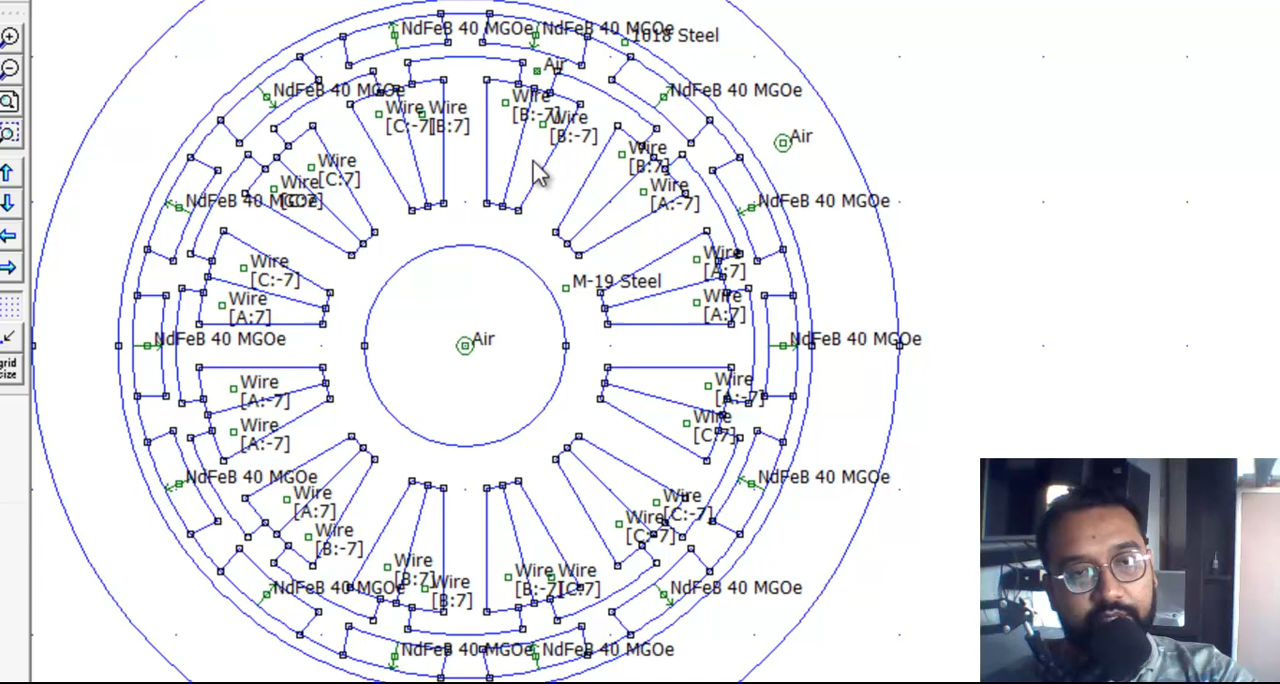 NdFeB 40 MGOe
NdFeB 40 MGOe
1018 Steel
Air
NdFeB 40 MGOe
NdFeB 40 MGOe
Wire
[C:-7]
Wire
[B:7]
Wire
[B:-7]
Wire
[B:-7]
Air
Wire
[C:7]
Wire
[B:7]
Wire
Wire
[A:-7]
NdFeB 40 MGOe
NdFeB 40 MGOe
Wire
[C:-7]
Wire
[A:7]
M-19 Steel
Wire
[A:7]
Wire
[A:7]
NdFeB 40 MGOe
Air
NdFeB 40 MGOe
Wire
[A:-7]
Wire
[A:-7]
Wire
[A:-7]
Wire
[C:7]
NdFeB 40 MGOe
NdFeB 40 MGOe
Wire
[A:7]
Wire
[B:-7]
Wire
[C:-7]
Wire
[C:-7]
Wire
[B:7]
Wire
[B:7]
Wire
[B:-7]
Wire
[C:7]
NdFeB 40 MGOe
NdFeB 40 MGOe
NdFeB 40 MGOe
NdFeB 40 MGOe
grid
size